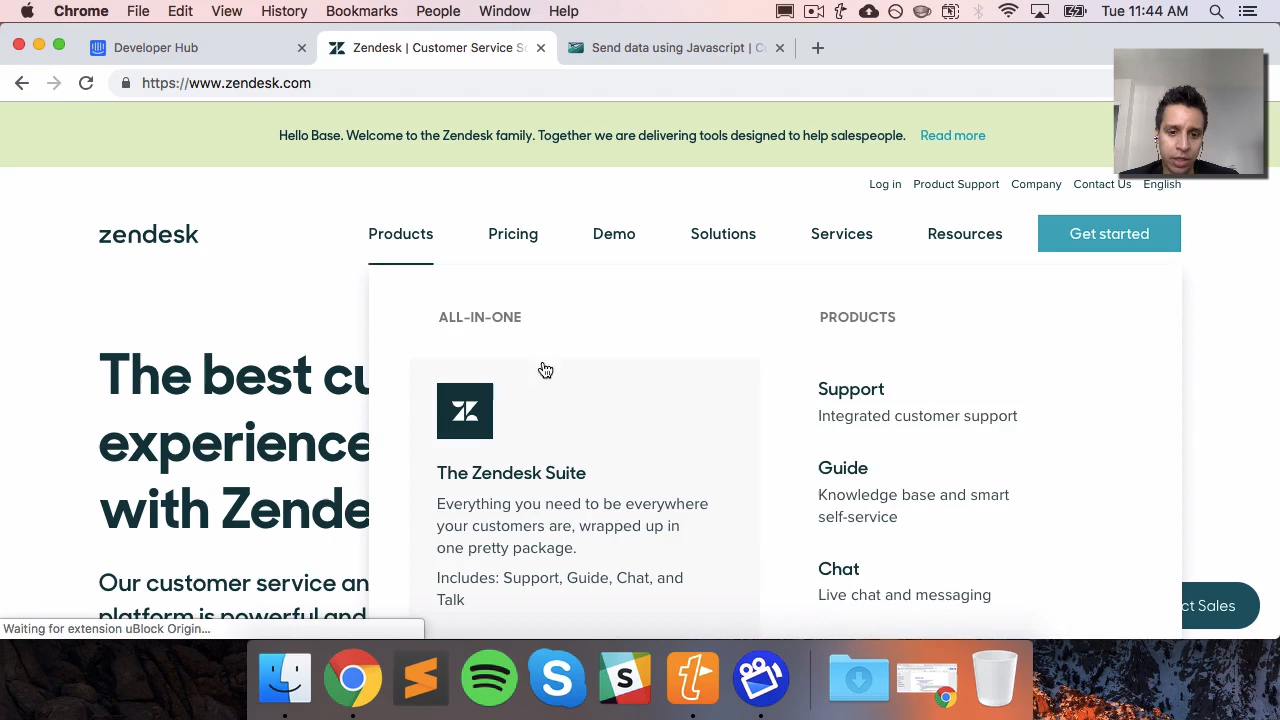 Chrome File Edit View History Bookmarks People Window Help Tue 11:44 AM
Developer Hub
Zendesk | Customer Service S
Send data using Javascript | C
https://www.zendesk.com
Hello Base. Welcome to the Zendesk family. Together we are delivering tools designed to help salespeople. Read more
Log in Product Support Company Contact Us English
zendesk
Products Pricing Demo Solutions Services Resources Get started
ALL-IN-ONE
PRODUCTS
The best cu
experience
with Zende
Our customer service an
platform is powerful and
The Zendesk Suite
Everything you need to be everywhere
your customers are, wrapped up in
one pretty package.
Includes: Support, Guide, Chat, and
Talk
Support
Integrated customer support
Guide
Knowledge base and smart
self-service
Chat
Live chat and messaging
ct Sales
Waiting for extension uBlock Origin...